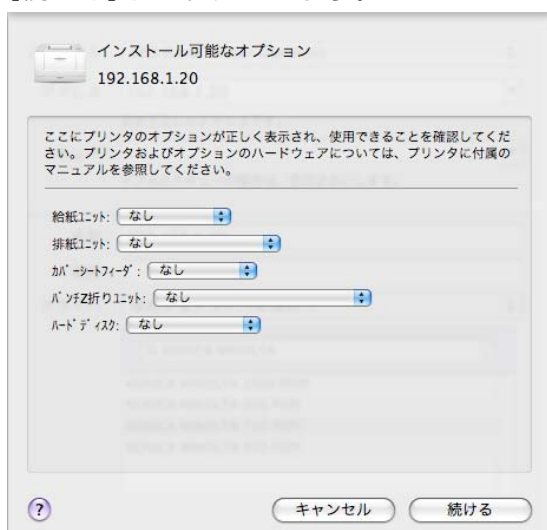 インストール可能なオプション
192.168.1.20
ここにプリンタのオプションが正しく表示され、使用できることを確認してくだ
さい。プリンタおよびオプションのハードウェアについては、プリンタに付属の
マニュアルを参照してください。
給紙ﾕﾆｯﾄ: なし
排紙ﾕﾆｯﾄ: なし
ｶﾊﾞｰｼｰﾄﾌｨｰﾀﾞ: なし
ﾊﾟﾝﾁZ折りﾕﾆｯﾄ: なし
ﾊｰﾄﾞﾃﾞｨｽｸ: なし
?
キャンセル
続ける